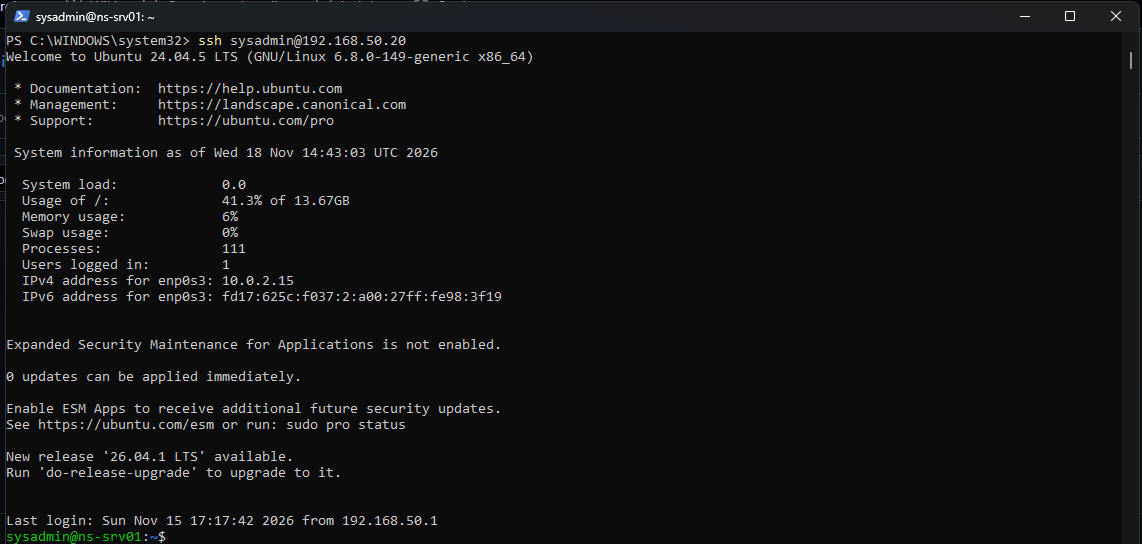 sysadmin@ns-srv01: ~
PS C:\WINDOWS\system32> ssh sysadmin@192.168.50.20
Welcome to Ubuntu 24.04.5 LTS (GNU/Linux 6.8.0-149-generic x86_64)
* Documentation:  https://help.ubuntu.com
* Management:     https://landscape.canonical.com
* Support:        https://ubuntu.com/pro
System information as of Wed 18 Nov 14:43:03 UTC 2026
System load:             0.0
Usage of /:              41.3% of 13.67GB
Memory usage:            6%
Swap usage:              0%
Processes:               111
Users logged in:         1
IPv4 address for enp0s3: 10.0.2.15
IPv6 address for enp0s3: fd17:625c:f037:2:a00:27ff:fe98:3f19
Expanded Security Maintenance for Applications is not enabled.
0 updates can be applied immediately.
Enable ESM Apps to receive additional future security updates.
See https://ubuntu.com/esm or run: sudo pro status
New release '26.04.1 LTS' available.
Run 'do-release-upgrade' to upgrade to it.
Last login: Sun Nov 15 17:17:42 2026 from 192.168.50.1
sysadmin@ns-srv01:~$